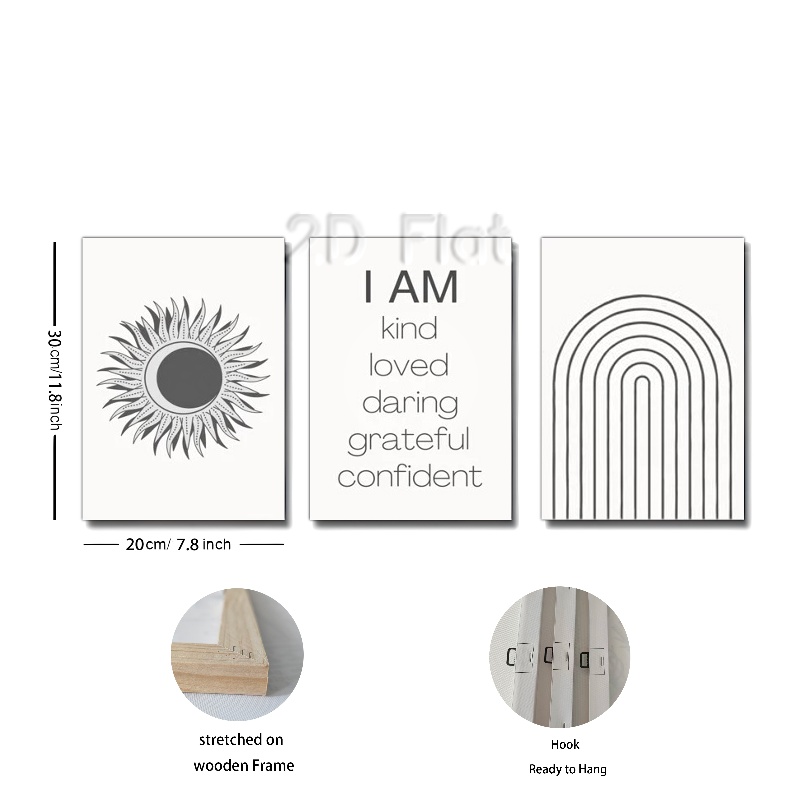 2D Flat
I AM
kind
loved
daring
grateful
confident
30cm/11.8inch
20cm/ 7.8 inch
stretched on
wooden Frame
Hook
Ready to Hang